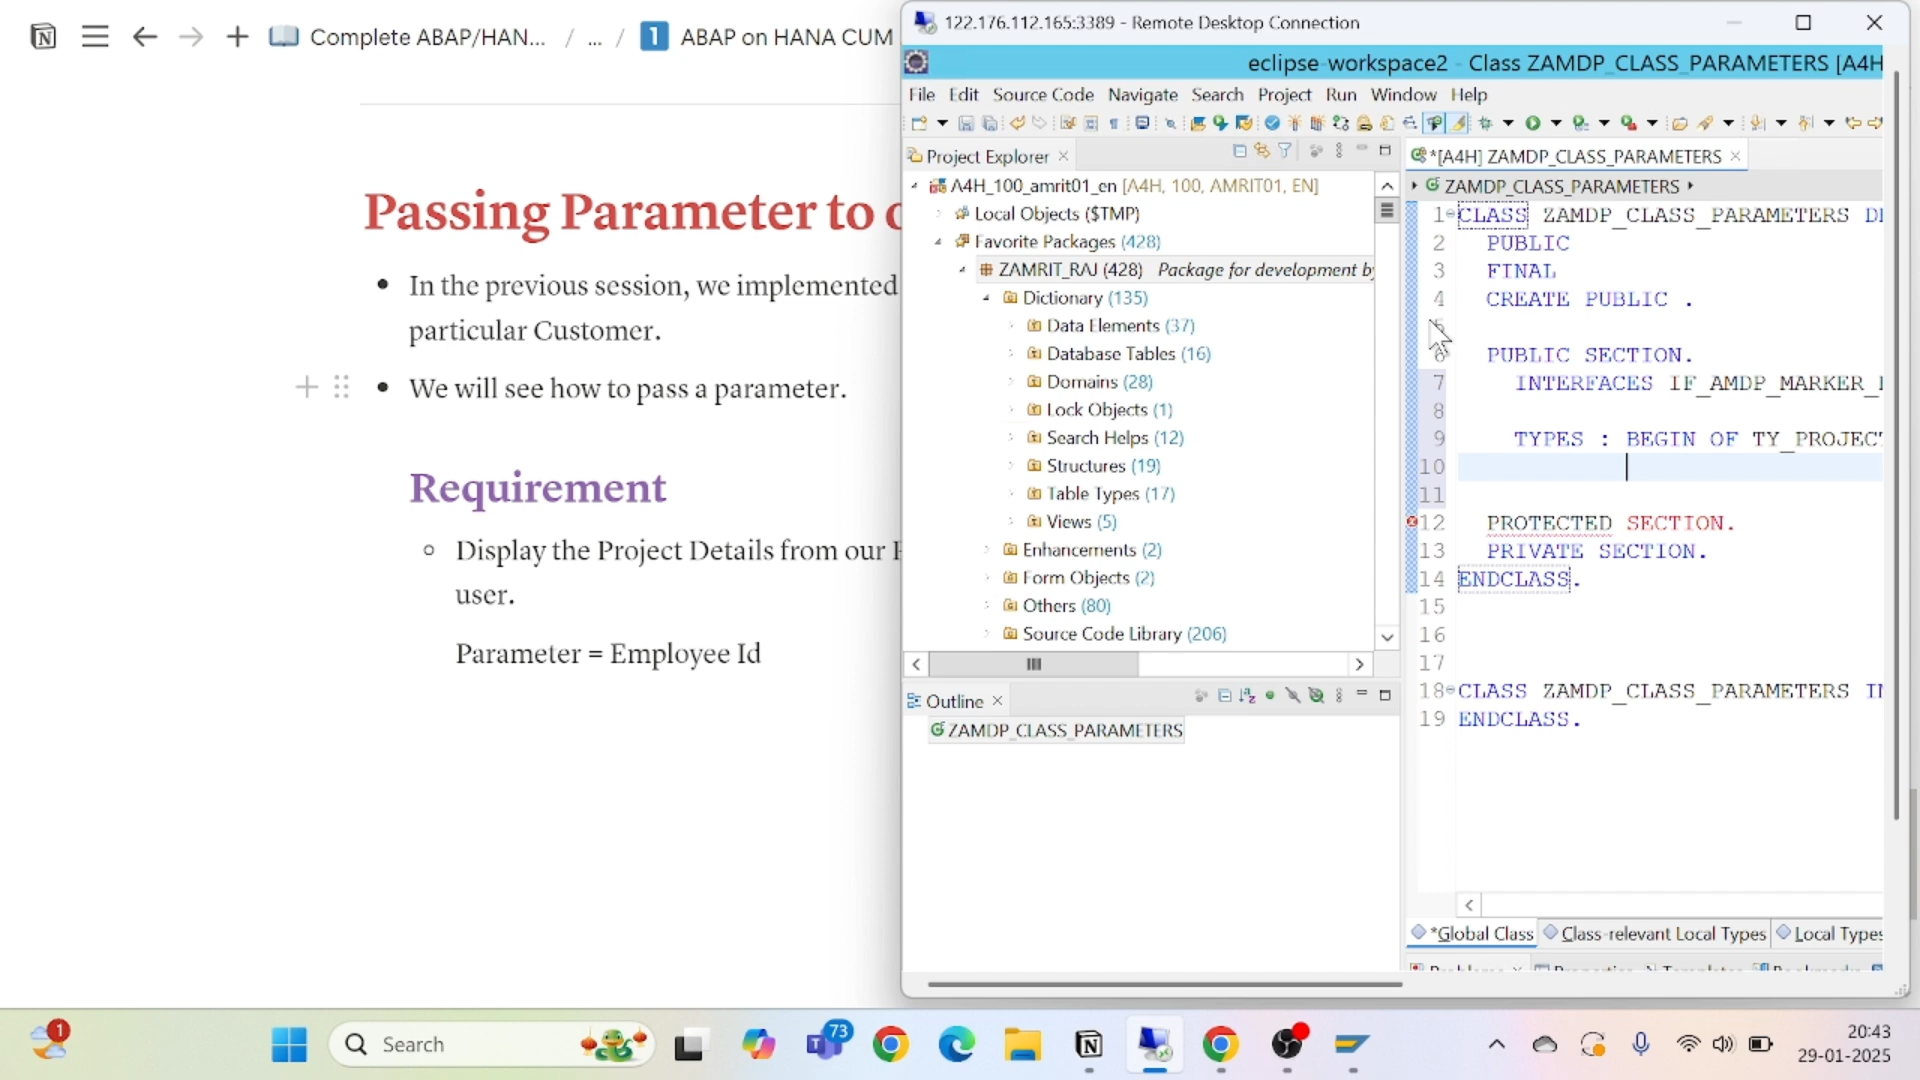 Complete ABAP/HAN... / ... / 1 ABAP on HANA CUM
Passing Parameter to
In the previous session, we implemented
particular Customer.
We will see how to pass a parameter.
Requirement
Display the Project Details from our
user.
Parameter = Employee Id
122.176.112.165:3389 - Remote Desktop Connection
eclipse-workspace2 - Class ZAMDP_CLASS_PARAMETERS [A4H
File Edit Source Code Navigate Search Project Run Window Help
Project Explorer
A4H_100_amrit01_en [A4H, 100, AMRIT01, EN]
Local Objects ($TMP)
Favorite Packages (428)
ZAMRIT_RAJ (428) Package for development by
Dictionary (135)
Data Elements (37)
Database Tables (16)
Domains (28)
Lock Objects (1)
Search Helps (12)
Structures (19)
Table Types (17)
Views (5)
Enhancements (2)
Form Objects (2)
Others (80)
Source Code Library (206)
Outline
ZAMDP_CLASS_PARAMETERS
*[A4H] ZAMDP_CLASS_PARAMETERS
ZAMDP_CLASS_PARAMETERS
1 CLASS ZAMDP_CLASS_PARAMETERS
2 PUBLIC
3 FINAL
4 CREATE PUBLIC .
5
6 PUBLIC SECTION.
7 INTERFACES IF_AMDP_MARKER_
8
9 TYPES : BEGIN OF TY_PROJECT
10
11
12 PROTECTED SECTION.
13 PRIVATE SECTION.
14 ENDCLASS.
15
16
17
18 CLASS ZAMDP_CLASS_PARAMETERS
19 ENDCLASS.
*Global Class Class-relevant Local Types Local Types
1
Search
73
20:43
29-01-2025